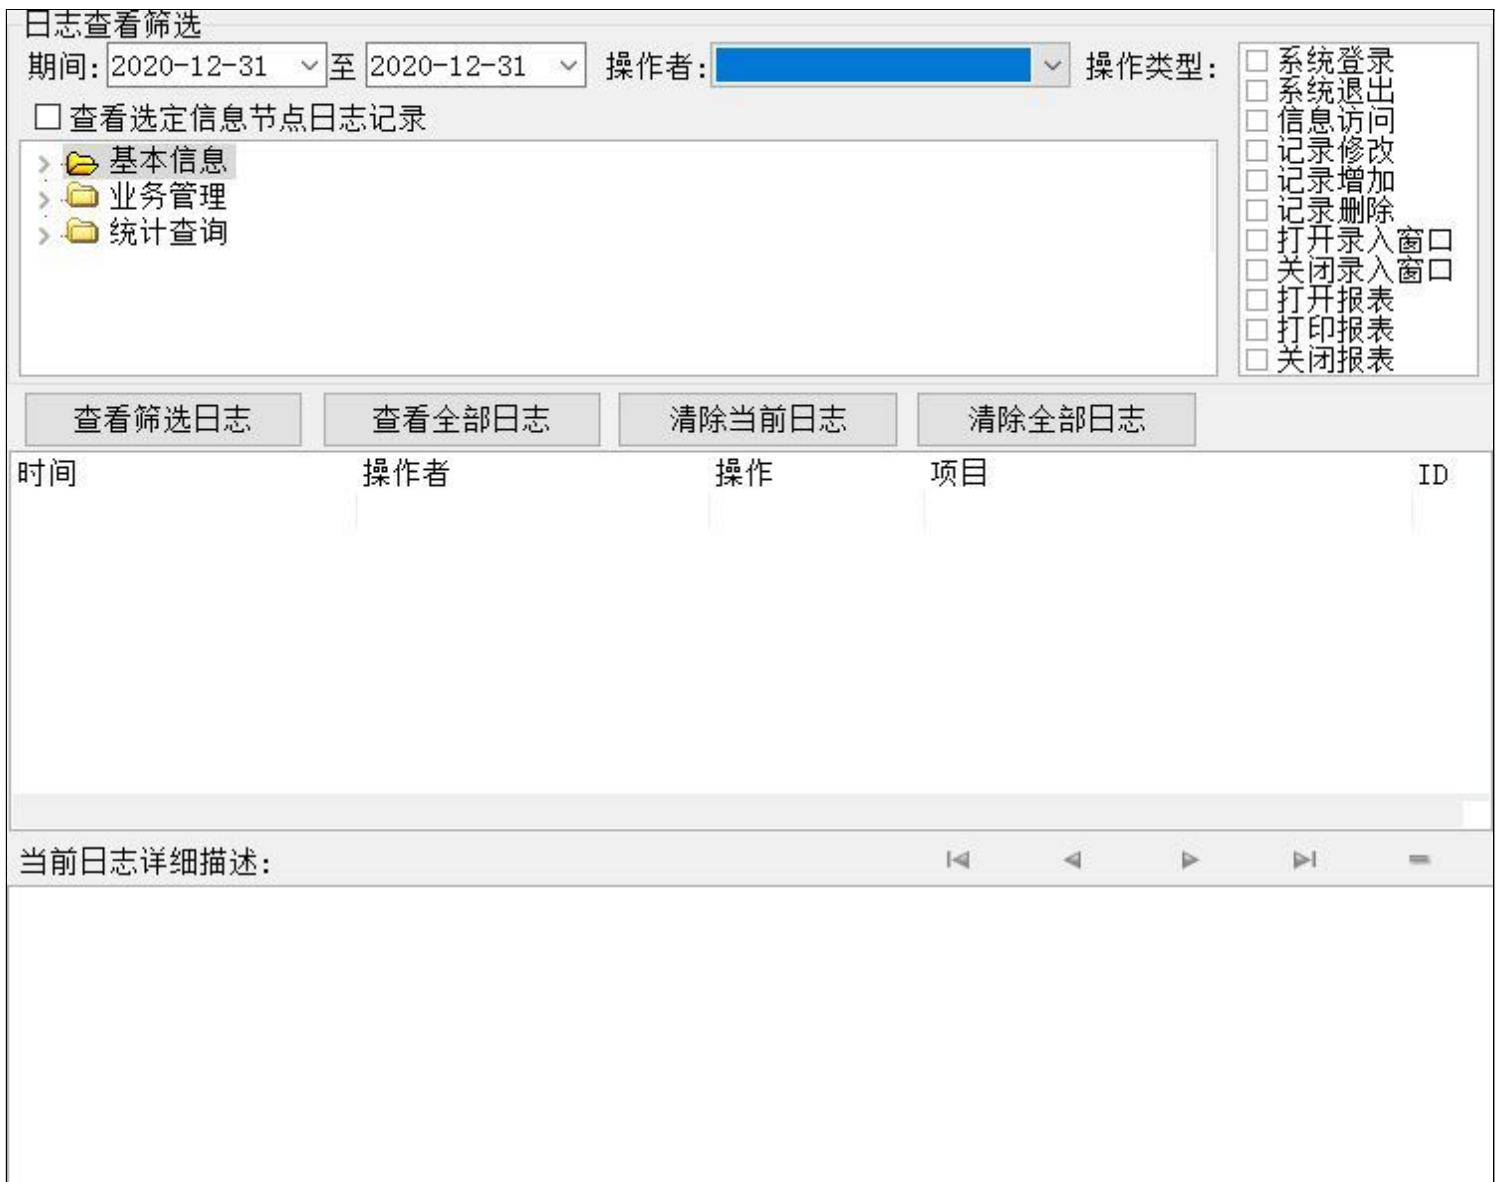 日志查看筛选
期间: 2020-12-31 至 2020-12-31 操作者: 操作类型:
系统登录
系统退出
信息访问
记录修改
记录增加
记录删除
打开录入窗口
关闭录入窗口
打开报表
打印报表
关闭报表
查看选定信息节点日志记录
基本信息
业务管理
统计查询
查看筛选日志 查看全部日志 清除当前日志 清除全部日志
时间 操作者 操作 项目 ID
当前日志详细描述: